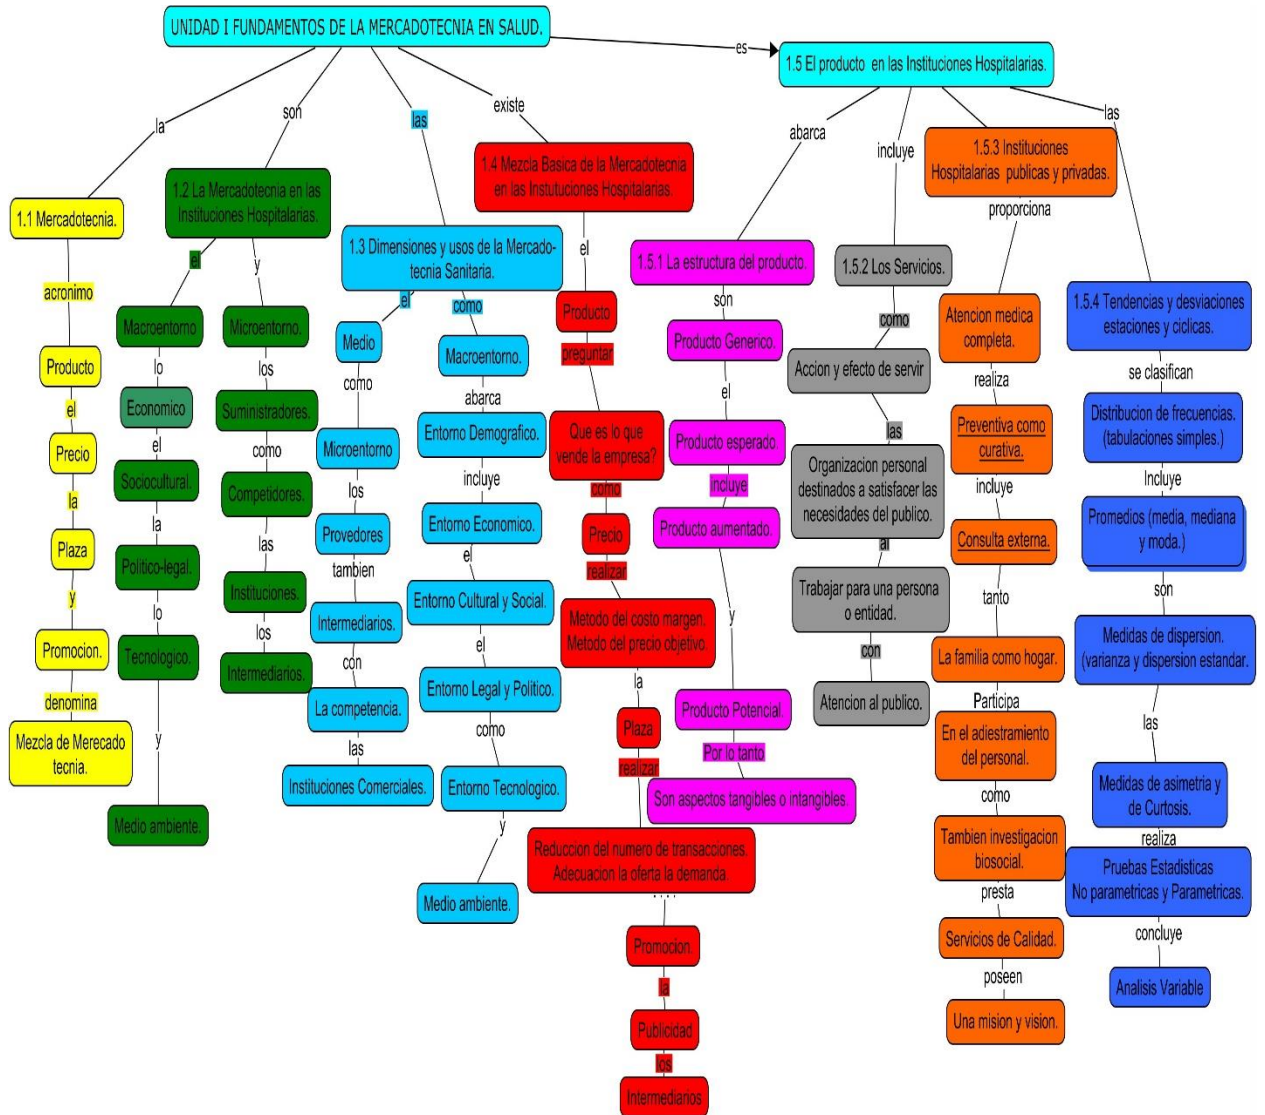 UNIDAD I FUNDAMENTOS DE LA MERCADOTECNIA EN SALUD.
es
1.5 El producto en las Instituciones Hospitalarias.
la
1.1 Mercadotecnia.
acronimo
Producto
el
Precio
la
Plaza
y
Promocion.
denomina
Mezcla de Merecado
tecnia.
son
1.2 La Mercadotecnia en las
Instituciones Hospitalarias.
el
Macroentorno
lo
Economico
el
Sociocultural.
la
Politico-legal.
lo
Tecnologico.
y
Medio ambiente.
y
Microentorno.
los
Suministradores.
como
Competidores.
las
Instituciones.
los
Intermediarios.
las
1.3 Dimensiones y usos de la Mercado-
tecnia Sanitaria.
el
Medio
como
Microentorno
los
Provedores
tambien
Intermediarios.
con
La competencia.
las
Instituciones Comerciales.
como
Macroentorno.
abarca
Entorno Demografico.
incluye
Entorno Economico.
el
Entorno Cultural y Social.
el
Entorno Legal y Politico.
como
Entorno Tecnologico.
y
Medio ambiente.
existe
1.4 Mezcla Basica de la Mercadotecnia
en las Instutuciones Hospitalarias.
el
Producto
preguntar
Que es lo que
vende la empresa?
como
Precio
realizar
Metodo del costo margen.
Metodo del precio objetivo.
la
Plaza
realizar
Reduccion del numero de transacciones.
Adecuacion la oferta la demanda.
Promocion.
la
Publicidad
los
Intermediarios
abarca
1.5.1 La estructura del producto.
son
Producto Generico.
el
Producto esperado.
incluye
Producto aumentado.
y
Producto Potencial.
Por lo tanto
Son aspectos tangibles o intangibles.
incluye
1.5.2 Los Servicios.
como
Accion y efecto de servir
las
Organizacion personal
destinados a satisfacer las
necesidades del publico.
al
Trabajar para una persona
o entidad.
con
Atencion al publico.
1.5.3 Instituciones
Hospitalarias publicas y privadas.
proporciona
Atencion medica
completa.
realiza
Preventiva como
curativa.
incluye
Consulta externa.
tanto
La familia como hogar.
Participa
En el adiestramiento
del personal.
como
Tambien investigacion
biosocial.
presta
Servicios de Calidad.
poseen
Una mision y vision.
las
1.5.4 Tendencias y desviaciones
estaciones y ciclicas.
se clasifican
Distribucion de frecuencias.
(tabulaciones simples.)
Incluye
Promedios (media, mediana
y moda.)
son
Medidas de dispersion.
(varianza y dispersion estandar.
las
Medidas de asimetria y
de Curtosis.
realiza
Pruebas Estadisticas
No parametricas y Parametricas.
concluye
Analisis Variable